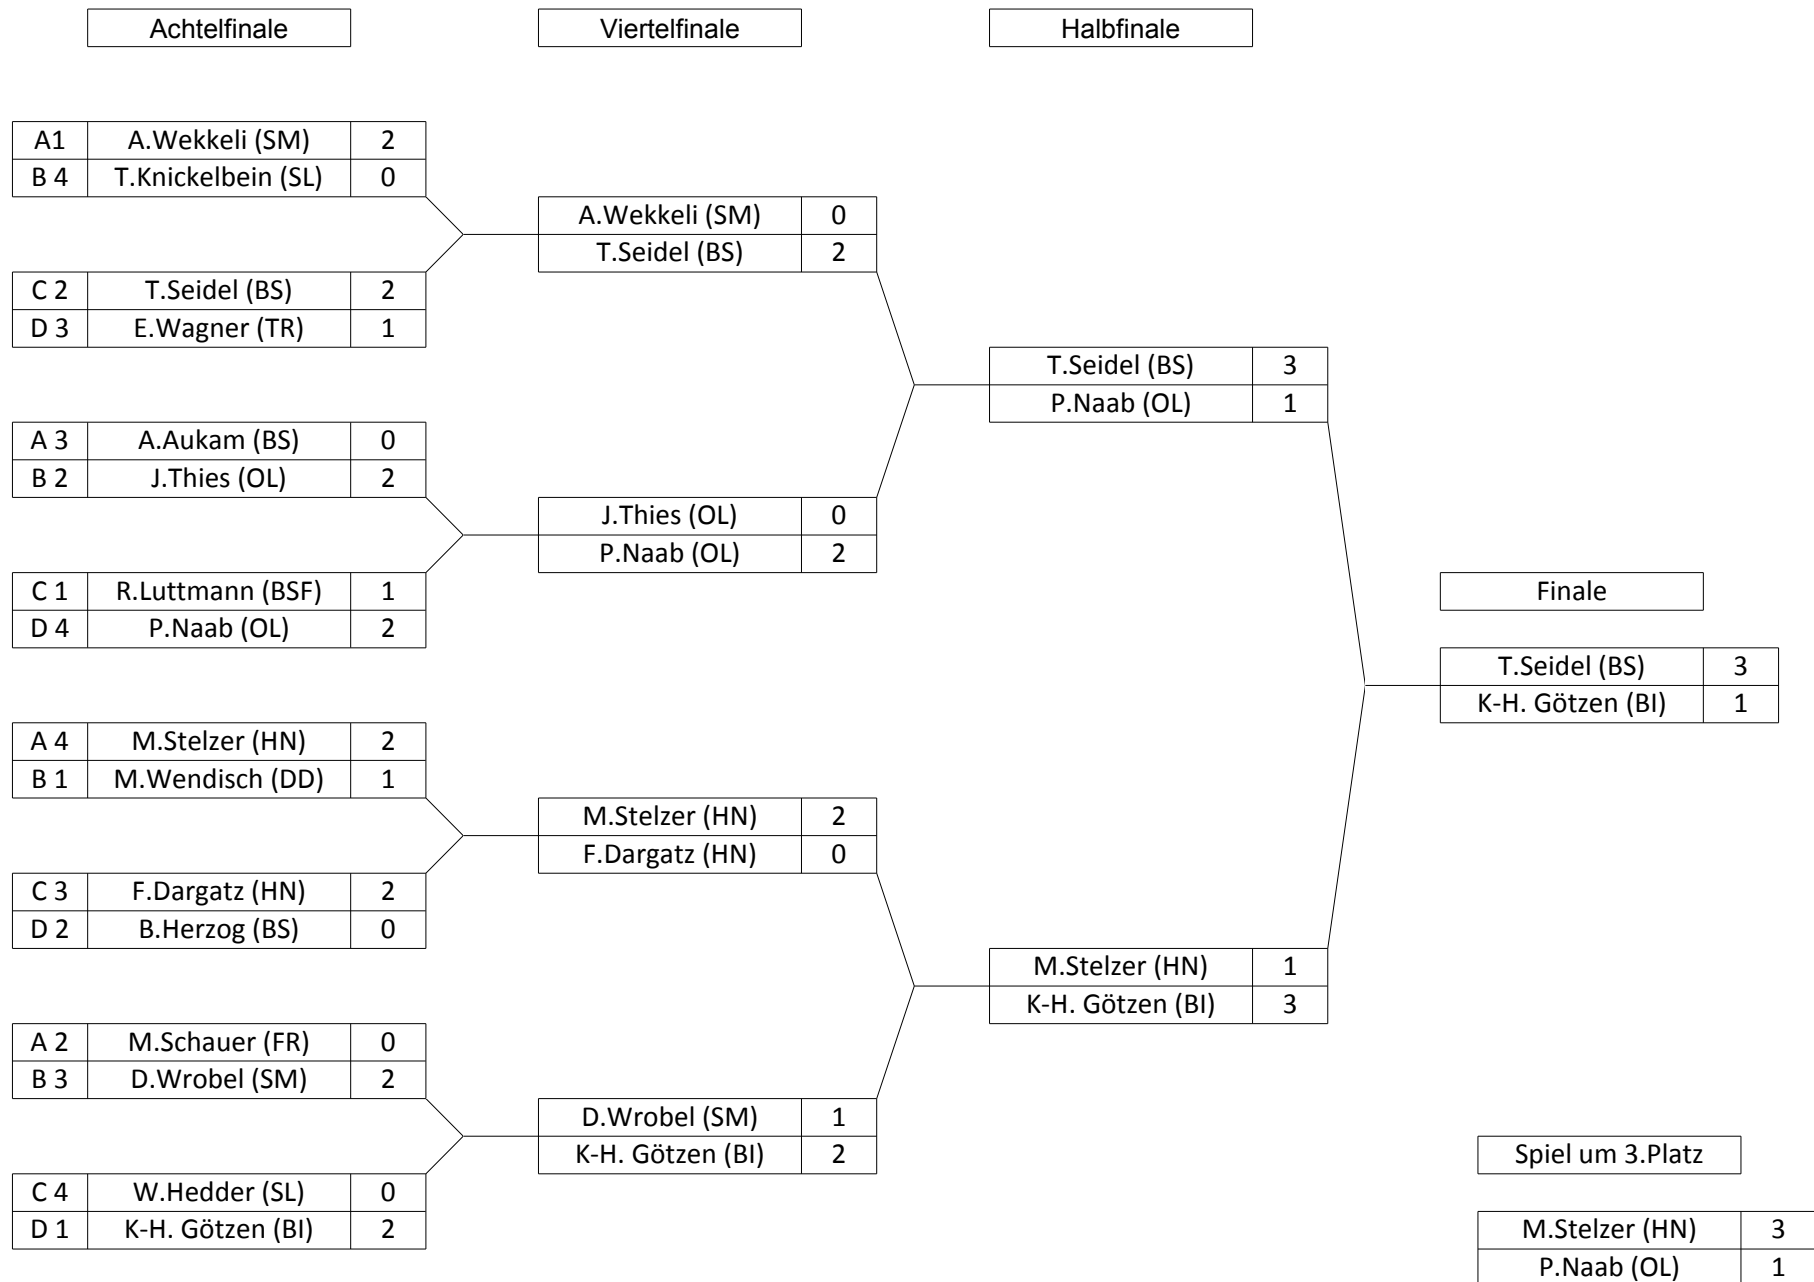 Achtelfinale Viertelfinale Halbfinale
A1 A.Wekkeli (SM) 2
B 4 T.Knickelbein (SL) 0
C 2 T.Seidel (BS) 2
D 3 E.Wagner (TR) 1
A 3 A.Aukam (BS) 0
B 2 J.Thies (OL) 2
C 1 R.Luttmann (BSF) 1
D 4 P.Naab (OL) 2
A 4 M.Stelzer (HN) 2
B 1 M.Wendisch (DD) 1
C 3 F.Dargatz (HN) 2
D 2 B.Herzog (BS) 0
A 2 M.Schauer (FR) 0
B 3 D.Wrobel (SM) 2
C 4 W.Hedder (SL) 0
D 1 K-H. Götzen (BI) 2
A.Wekkeli (SM) 0
T.Seidel (BS) 2
J.Thies (OL) 0
P.Naab (OL) 2
M.Stelzer (HN) 2
F.Dargatz (HN) 0
D.Wrobel (SM) 1
K-H. Götzen (BI) 2
T.Seidel (BS) 3
P.Naab (OL) 1
M.Stelzer (HN) 1
K-H. Götzen (BI) 3
Finale
T.Seidel (BS) 3
K-H. Götzen (BI) 1
Spiel um 3.Platz
M.Stelzer (HN) 3
P.Naab (OL) 1